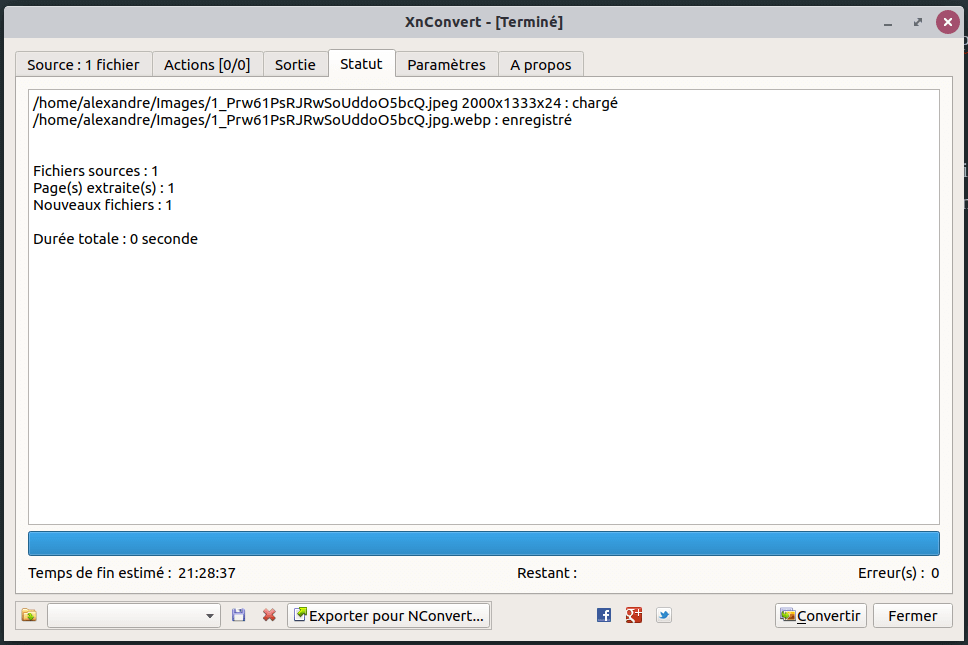 XnConvert - [Terminé]
Source : 1 fichier
Actions [0/0]
Sortie
Statut
Paramètres
A propos
/home/alexandre/Images/1_Prw61PsRJRwSoUddoO5bcQ.jpeg 2000x1333x24 : chargé
/home/alexandre/Images/1_Prw61PsRJRwSoUddoO5bcQ.jpg.webp : enregistré
Fichiers sources : 1
Page(s) extraite(s) : 1
Nouveaux fichiers : 1
Durée totale : 0 seconde
Temps de fin estimé : 21:28:37
Restant :
Erreur(s) : 0
Exporter pour NConvert...
Convertir
Fermer